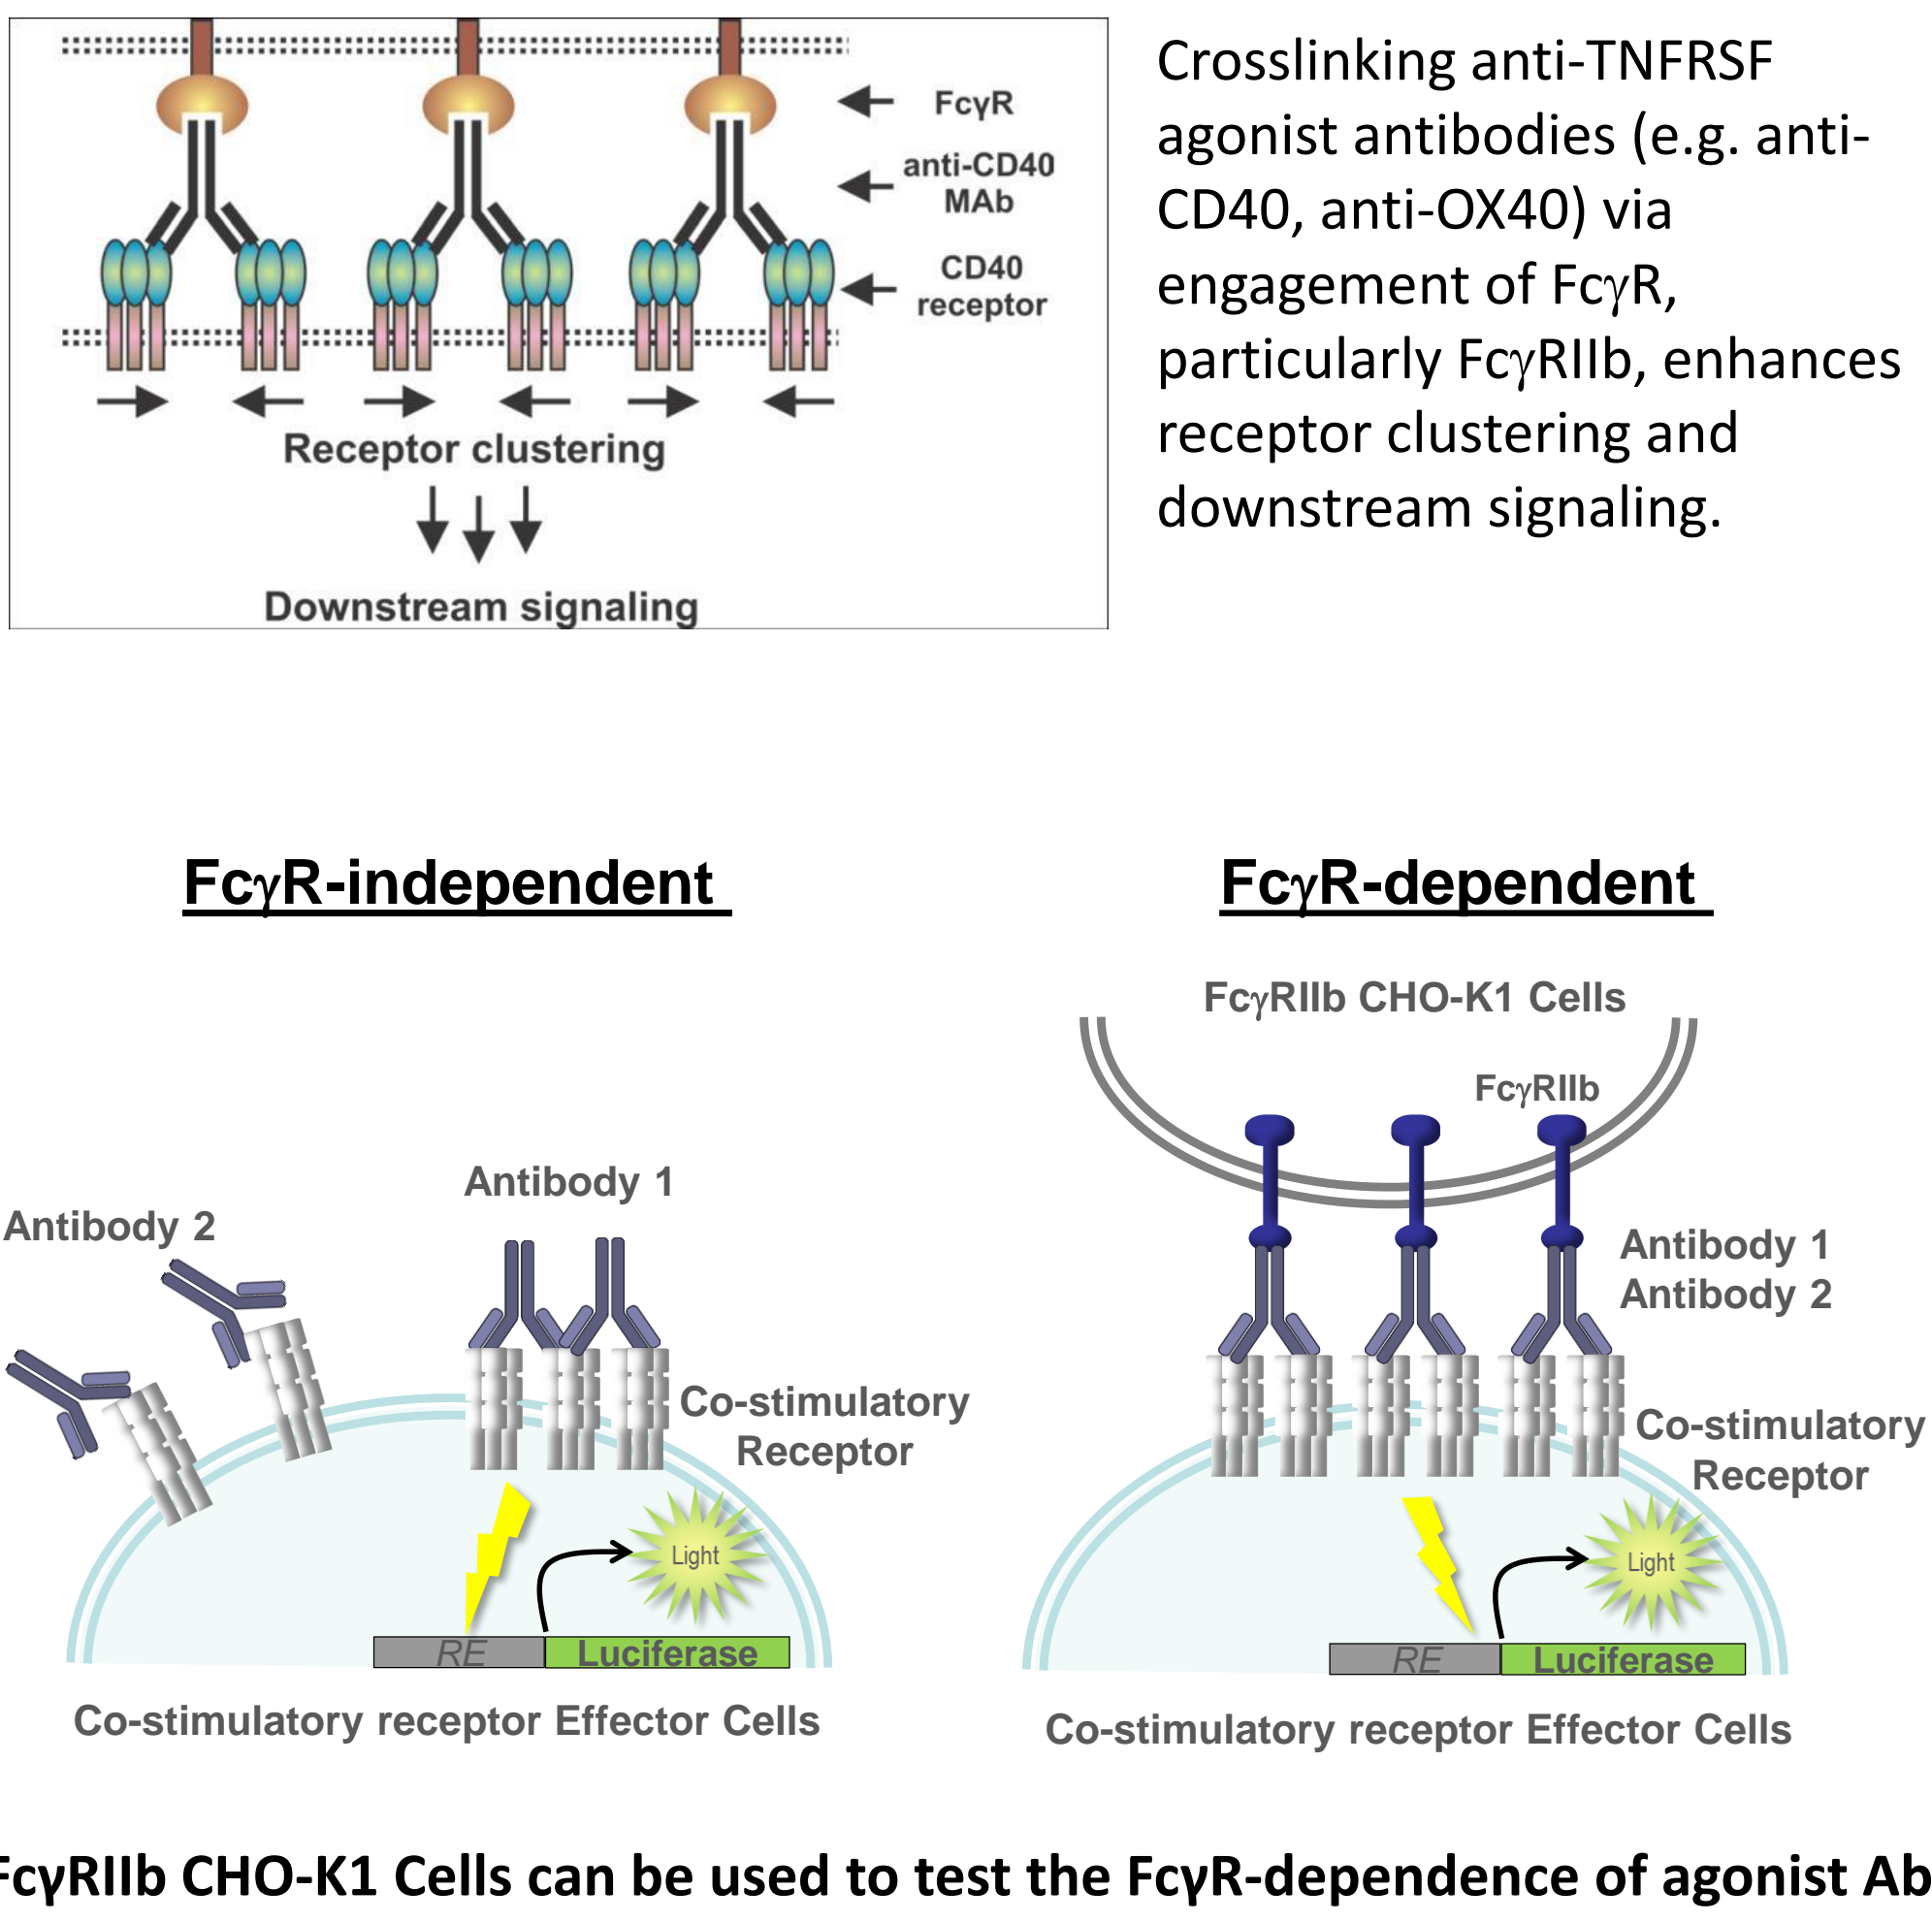 FcγR
anti-CD40
MAb
CD40
receptor
Receptor clustering
Downstream signaling
Crosslinking anti-TNFRSF
agonist antibodies (e.g. anti-
CD40, anti-OX40) via
engagement of FcγR,
particularly FcγRIIb, enhances
receptor clustering and
downstream signaling.
FcγR-independent
FcγR-dependent
Antibody 2
Antibody 1
Co-stimulatory
Receptor
Light
RE
Luciferase
Co-stimulatory receptor Effector Cells
FcγRIIb CHO-K1 Cells
FcγRIIb
Antibody 1
Antibody 2
Co-stimulatory
Receptor
Light
RE
Luciferase
Co-stimulatory receptor Effector Cells
FcγRIIb CHO-K1 Cells can be used to test the FcγR-dependence of agonist Ab